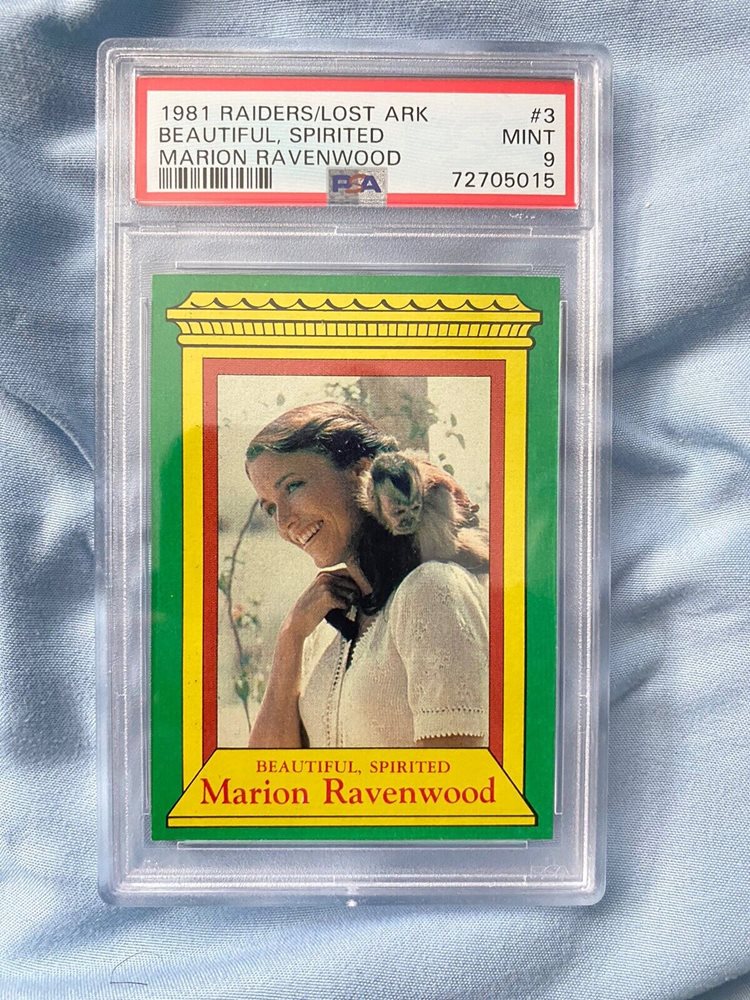 1981 RAIDERS/LOST ARK #3
BEAUTIFUL, SPIRITED MINT
MARION RAVENWOOD 9
PSA 72705015
BEAUTIFUL, SPIRITED
Marion Ravenwood